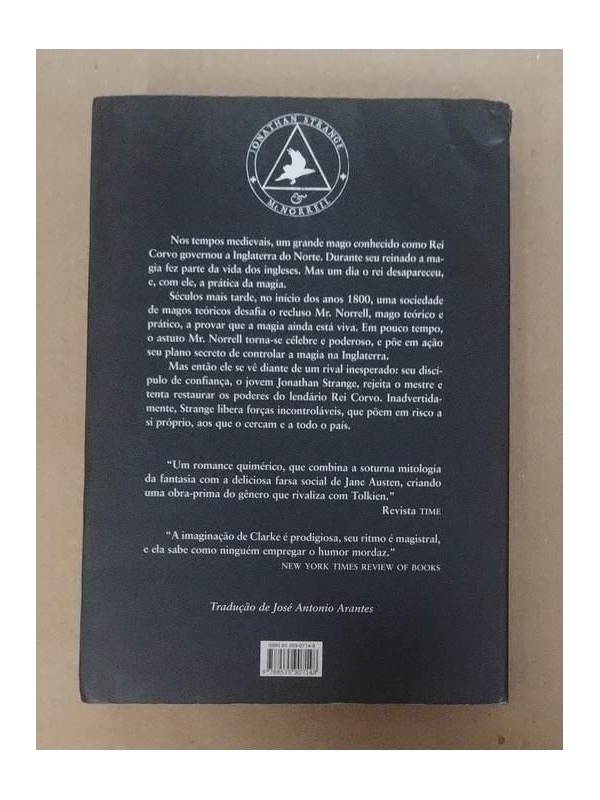 JONATHAN STRANGE
&
Mr NORRELL
Nos tempos medievais, um grande mago conhecido como Rei
Corvo governou a Inglaterra do Norte. Durante seu reinado a ma-
gia fez parte da vida dos ingleses. Mas um dia o rei desapareceu,
e, com ele, a prática da magia.
Séculos mais tarde, no início dos anos 1800, uma sociedade
de magos teóricos desafia o recluso Mr. Norrell, mago teórico e
prático, a provar que a magia ainda está viva. Em pouco tempo,
o astuto Mr. Norrell torna-se célebre e poderoso, e põe em ação
seu plano secreto de controlar a magia na Inglaterra.
Mas então ele se vê diante de um rival inesperado: seu discí-
pulo de confiança, o jovem Jonathan Strange, rejeita o mestre e
tenta restaurar os poderes do lendário Rei Corvo. Inadvertida-
mente, Strange libera forças incontroláveis, que põem em risco a
si próprio, aos que o cercam e a todo o país.
“Um romance quimérico, que combina a soturna mitologia
da fantasia com a deliciosa farsa social de Jane Austen, criando
uma obra-prima do gênero que rivaliza com Tolkien.”
Revista TIME
“A imaginação de Clarke é prodigiosa, seu ritmo é magistral,
e ela sabe como ninguém empregar o humor mordaz.”
NEW YORK TIMES REVIEW OF BOOKS
Tradução de José Antonio Arantes
ISBN 85